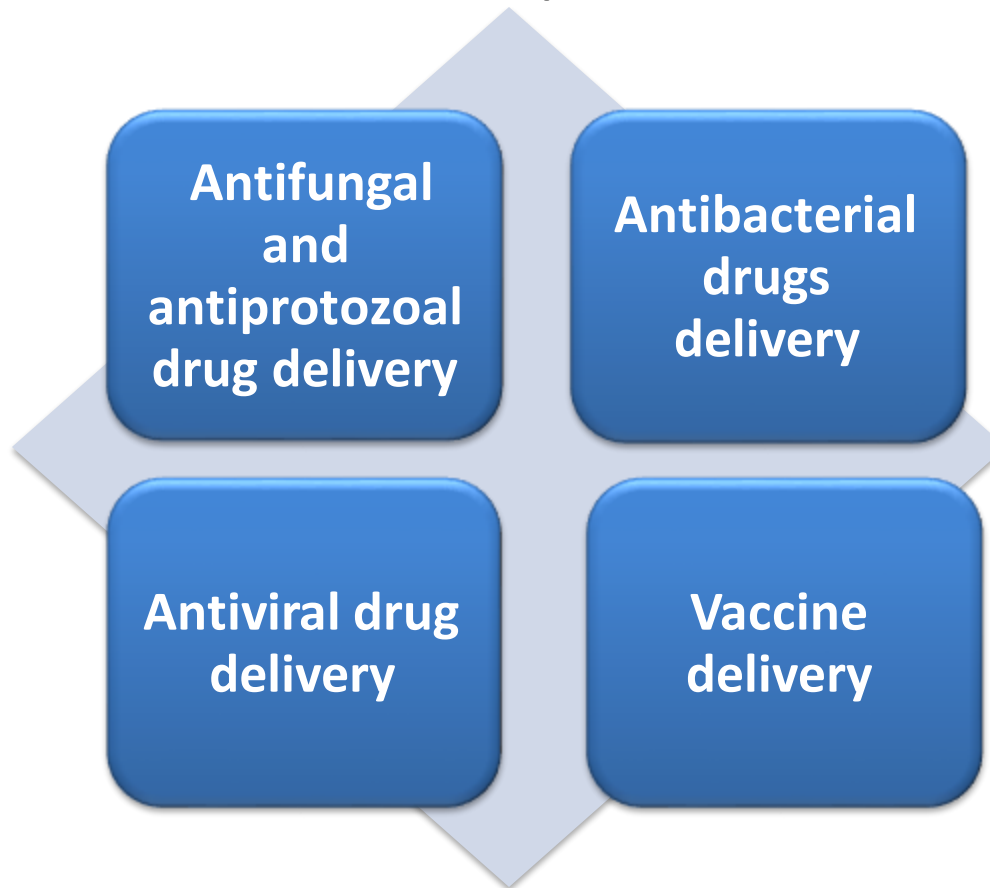 Antifungal
and
antiprotozoal
drug delivery
Antibacterial
drugs
delivery
Antiviral drug
delivery
Vaccine
delivery